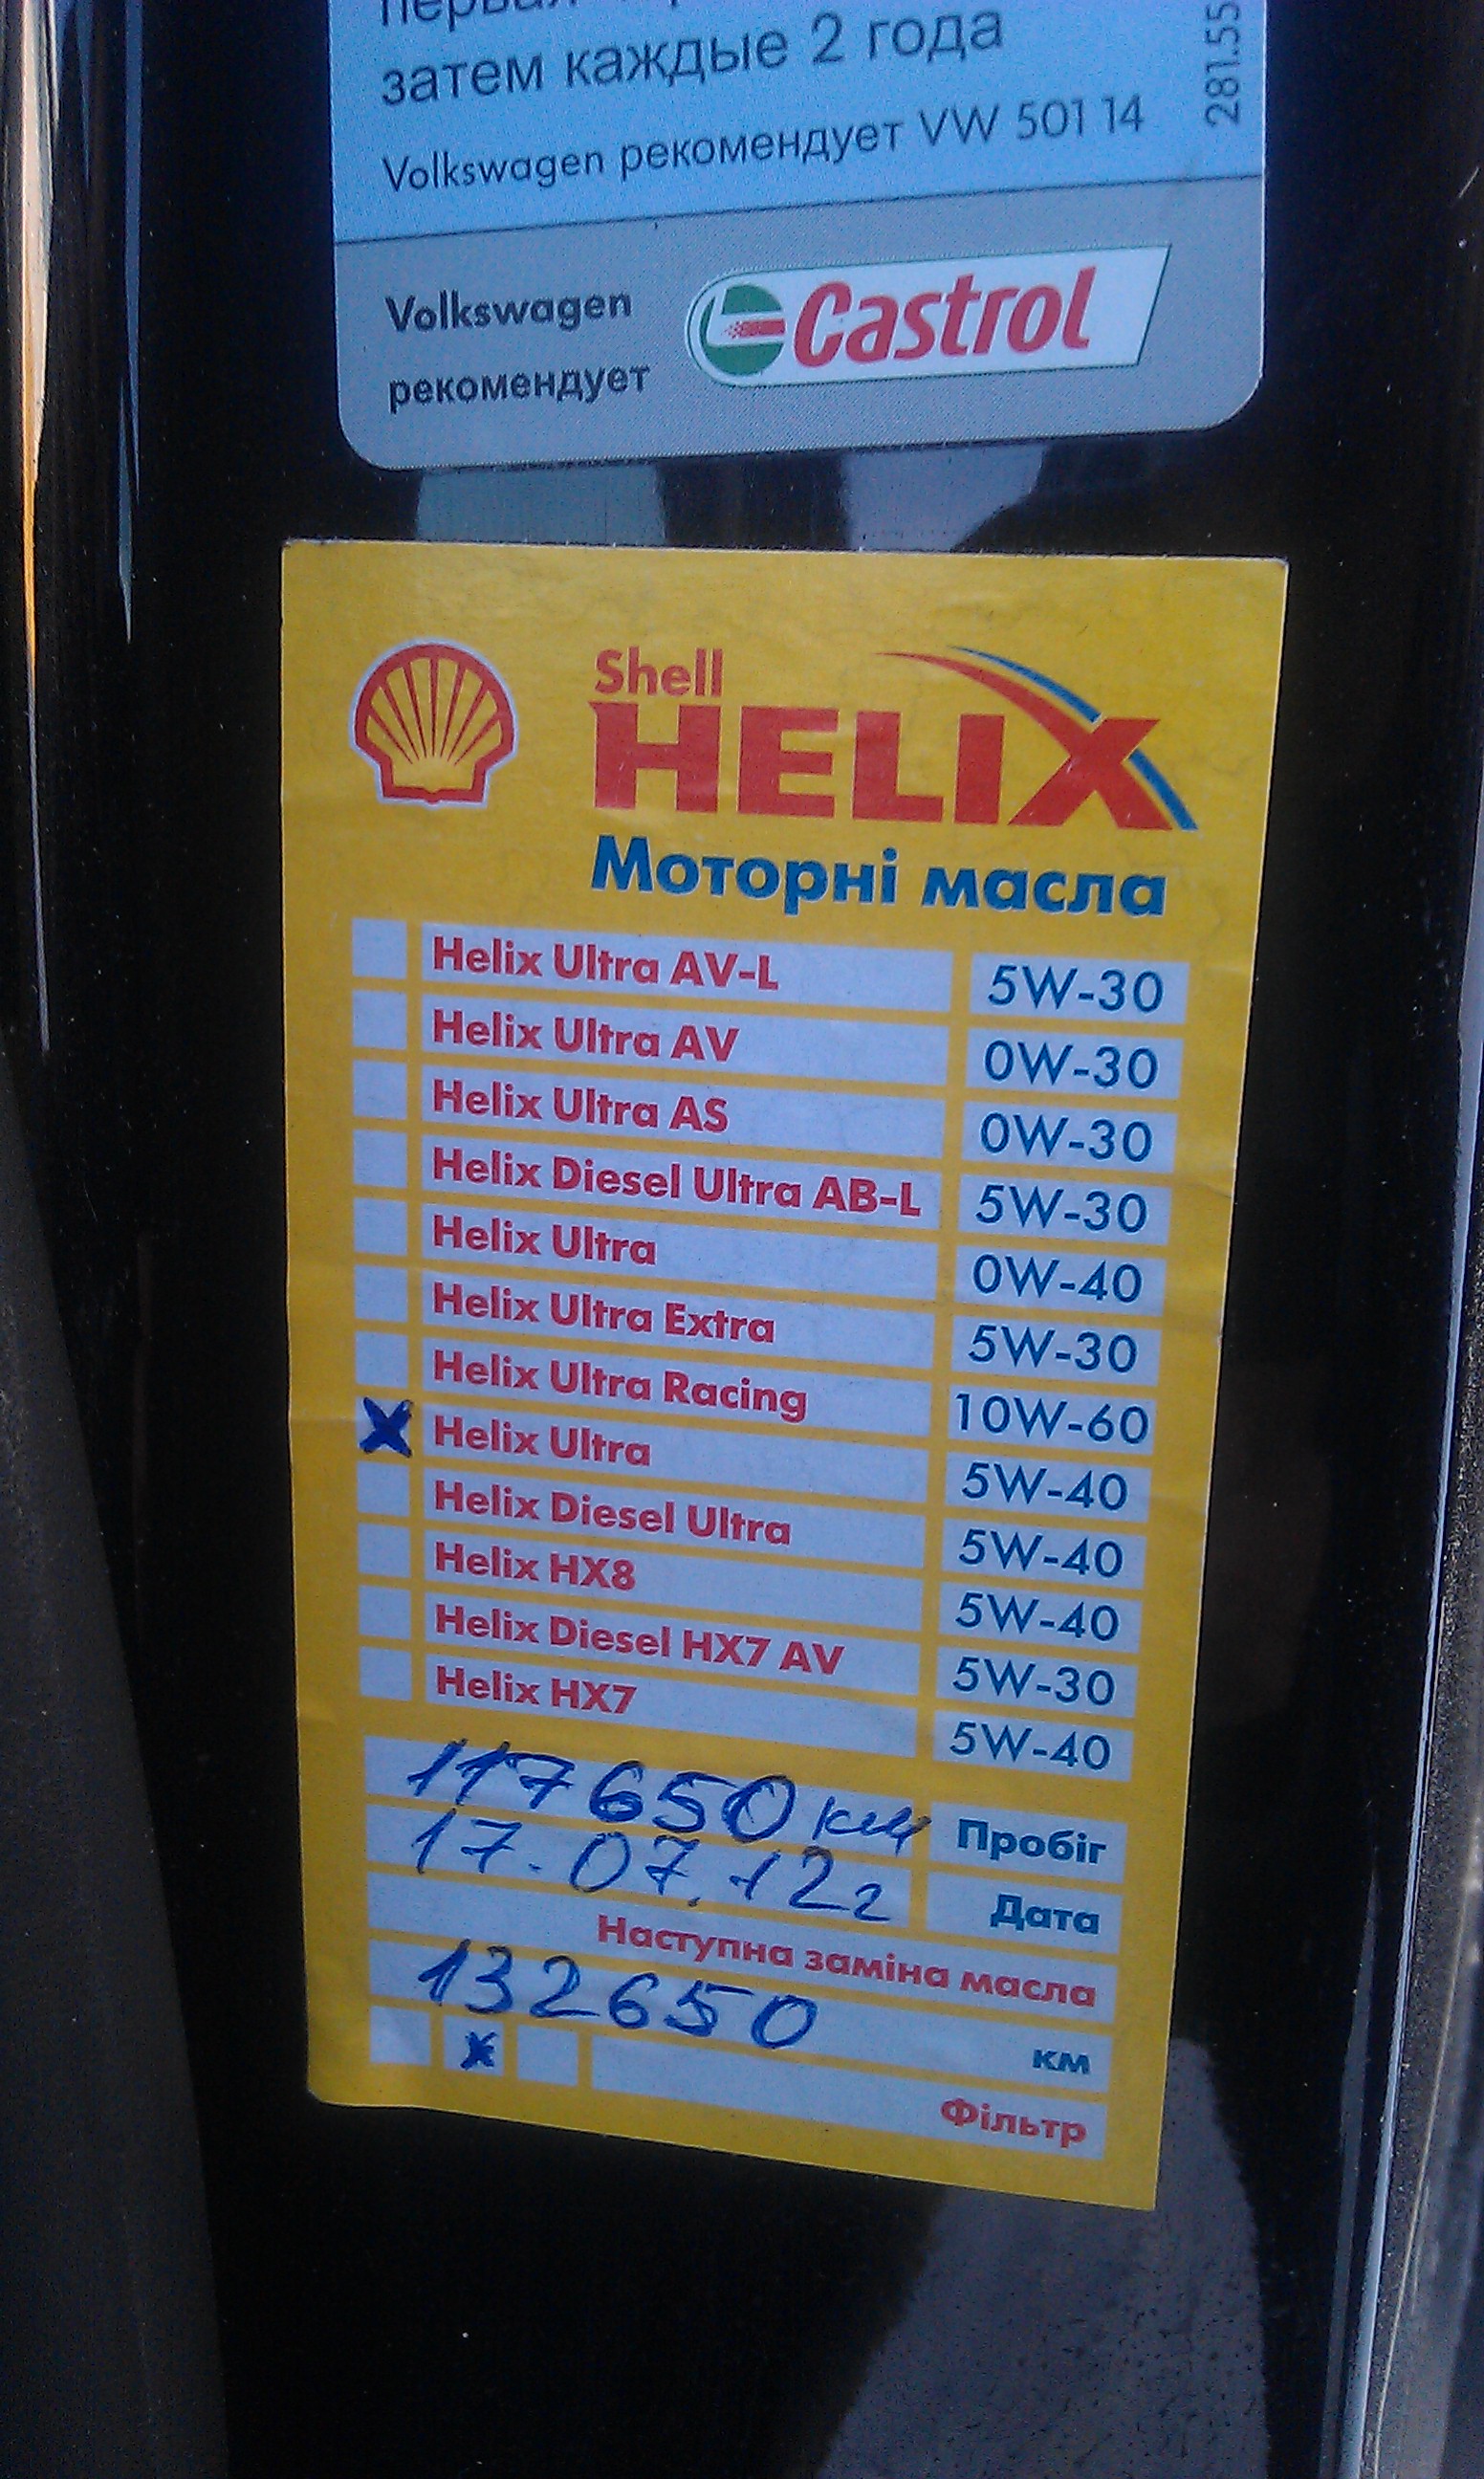 затем каждые 2 года
Volkswagen рекомендует VW 501 14
281.55
Volkswagen
рекомендует
Castrol
Shell
HELIX
Моторні масла
Helix Ultra AV-L 5W-30
Helix Ultra AV 0W-30
Helix Ultra AS 0W-30
Helix Diesel Ultra AB-L 5W-30
Helix Ultra 0W-40
Helix Ultra Extra 5W-30
Helix Ultra Racing 10W-60
X Helix Ultra 5W-40
Helix Diesel Ultra 5W-40
Helix HX8 5W-40
Helix Diesel HX7 AV 5W-30
Helix HX7 5W-40
117650 км Пробіг
17.07.12г Дата
Наступна заміна масла
132650 км
x Фільтр